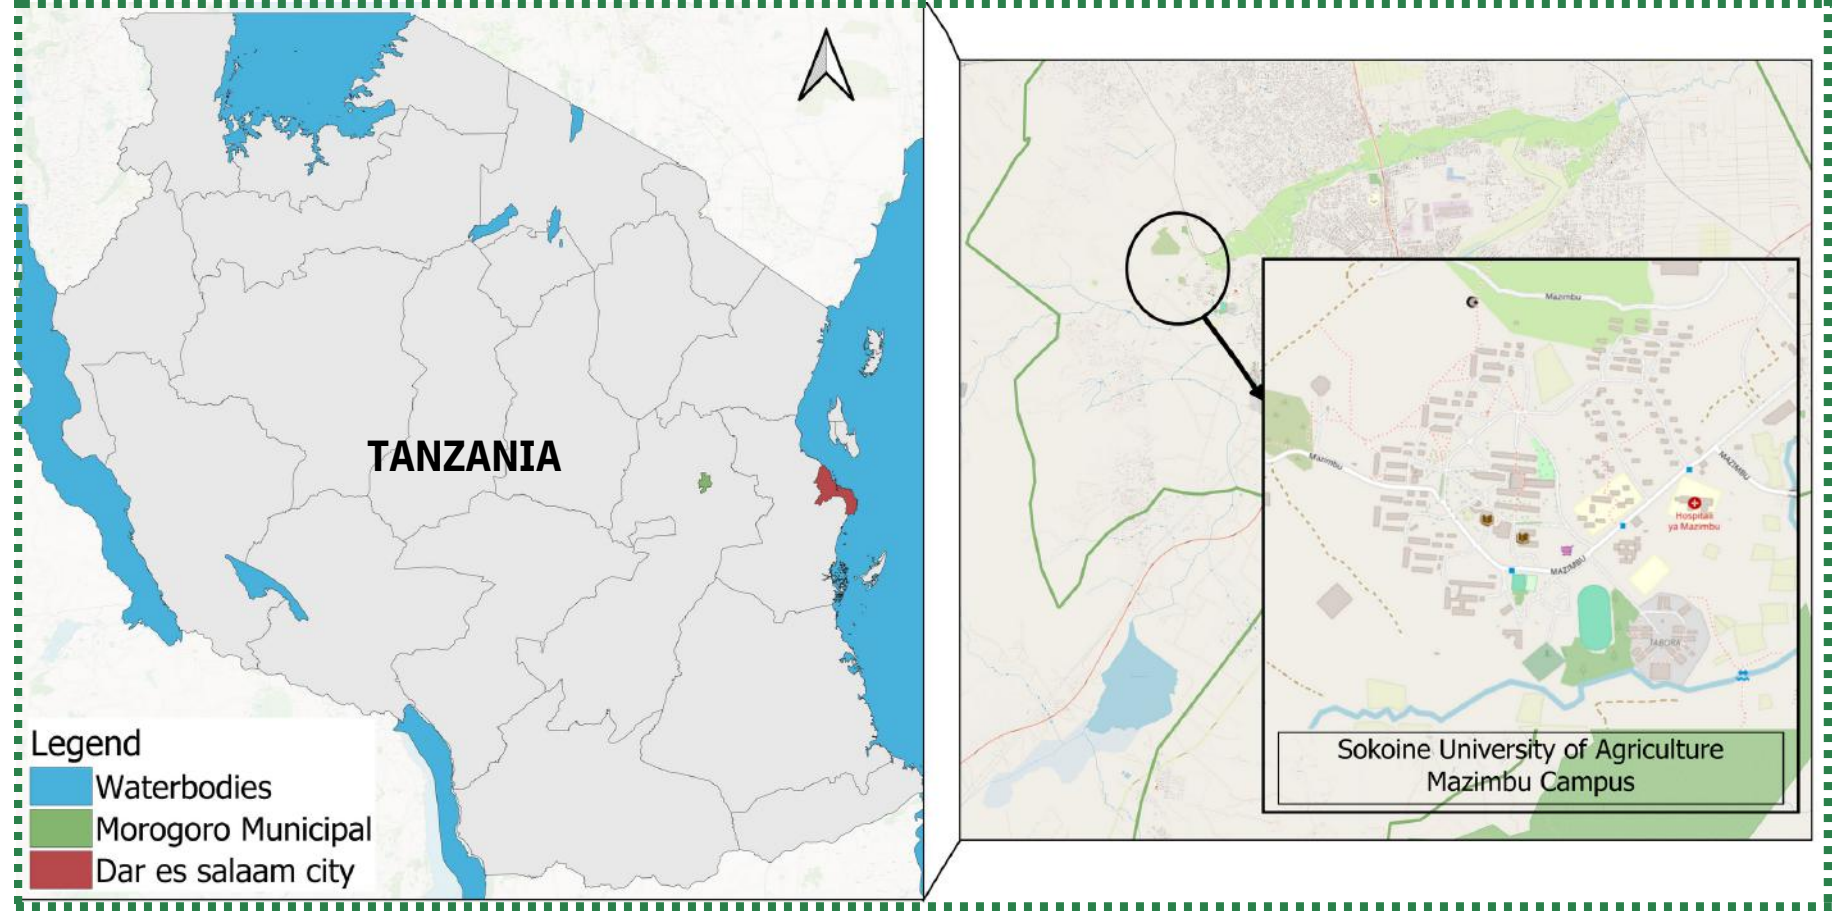 TANZANIA
Legend
Waterbodies
Morogoro Municipal
Dar es salaam city
Mazimbu
Mazimbu
MAZIMBU
Hospitali
ya Mazimbu
MAZIMBU
TABORA
Sokoine University of Agriculture
Mazimbu Campus